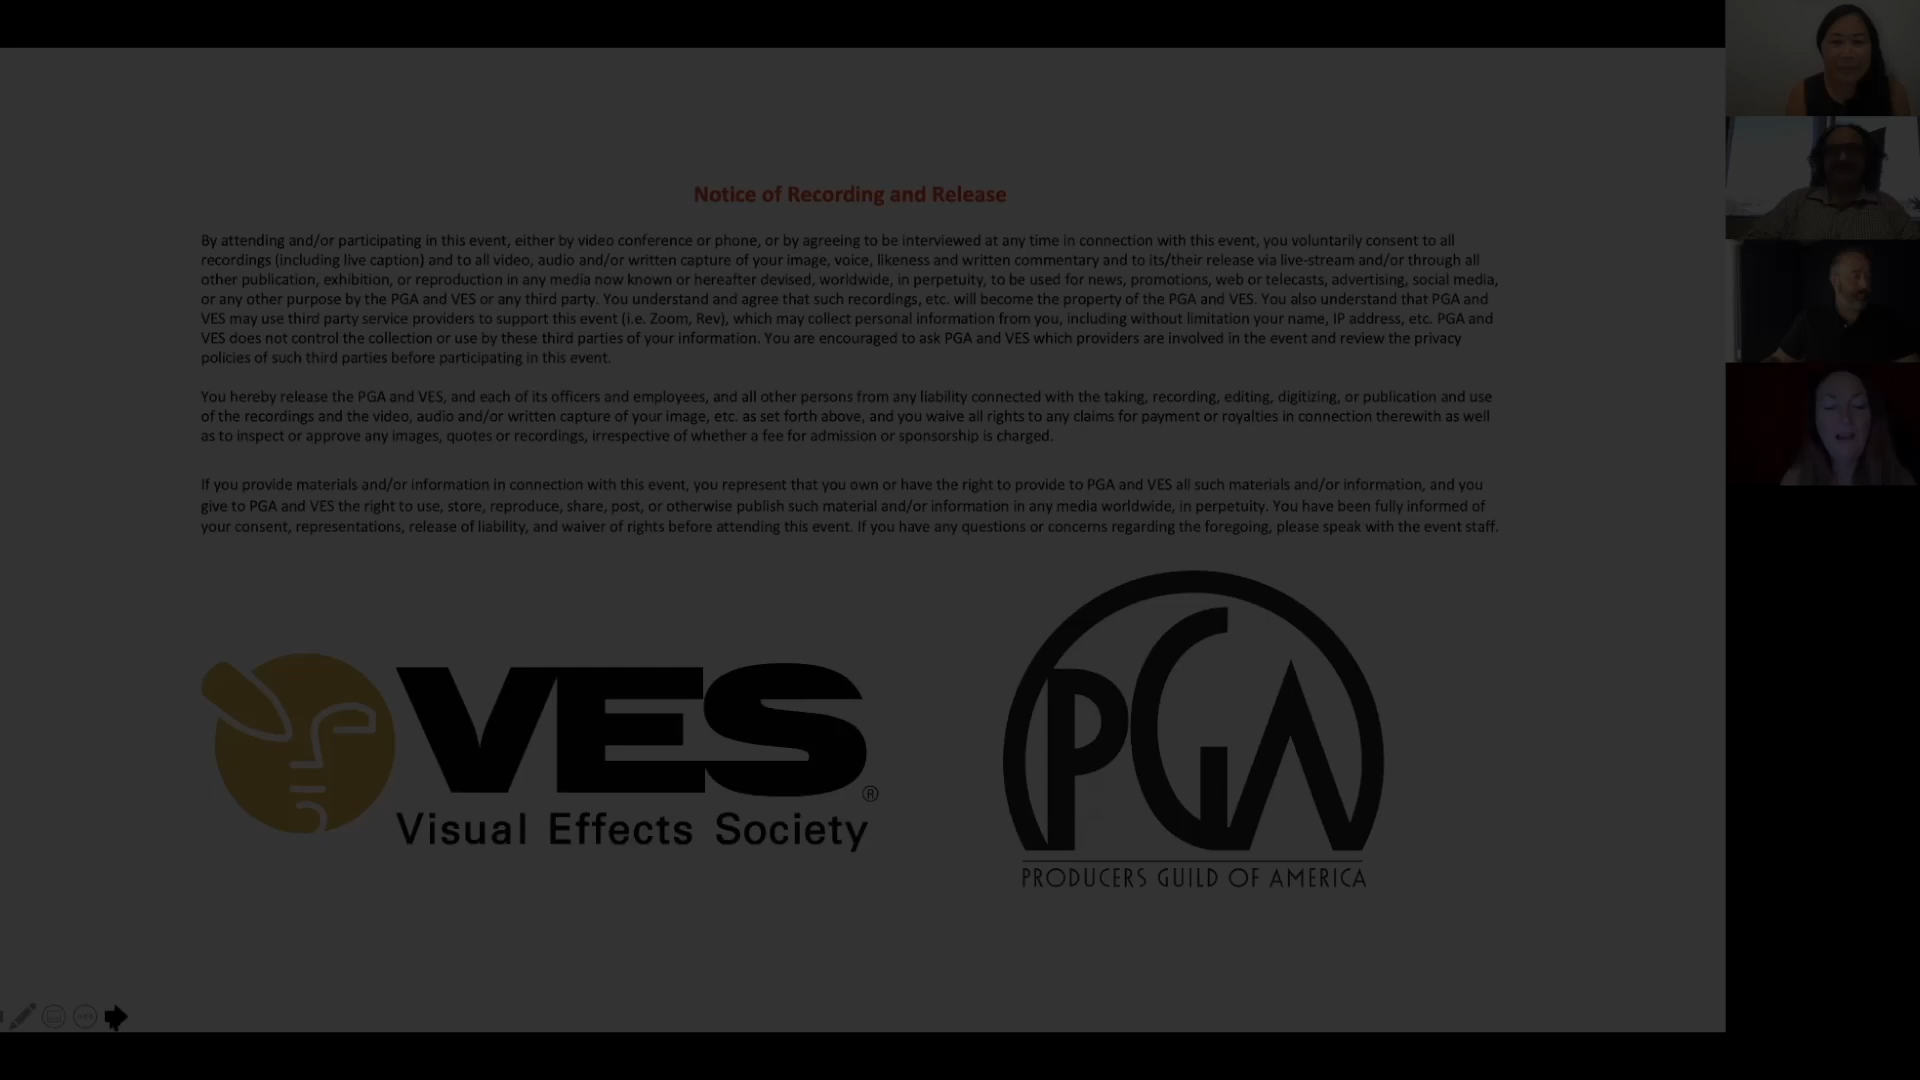 Notice of Recording and Release
By attending and/or participating in this event, either by video conference or phone, or by agreeing to be interviewed at any time in connection with this event, you voluntarily consent to all
recordings (including live caption) and to all video, audio and/or written capture of your image, voice, likeness and written commentary and to its/their release via live-stream and/or through all
other publication, exhibition, or reproduction in any media now known or hereafter devised, worldwide, in perpetuity, to be used for news, promotions, web or telecasts, advertising, social media,
or any other purpose by the PGA and VES or any third party. You understand and agree that such recordings, etc. will become the property of the PGA and VES. You also understand that PGA and
VES may use third party service providers to support this event (i.e. Zoom, Rev), which may collect personal information from you, including without limitation your name, IP address, etc. PGA and
VES does not control the collection or use by these third parties of your information. You are encouraged to ask PGA and VES which providers are involved in the event and review the privacy
policies of such third parties before participating in this event.
You hereby release the PGA and VES, and each of its officers and employees, and all other persons from any liability connected with the taking, recording, editing, digitizing, or publication and use
of the recordings and the video, audio and/or written capture of your image, etc. as set forth above, and you waive all rights to any claims for payment or royalties in connection therewith as well
as to inspect or approve any images, quotes or recordings, irrespective of whether a fee for admission or sponsorship is charged.
If you provide materials and/or information in connection with this event, you represent that you own or have the right to provide to PGA and VES all such materials and/or information, and you
give to PGA and VES the right to use, store, reproduce, share, post, or otherwise publish such material and/or information in any media worldwide, in perpetuity. You have been fully informed of
your consent, representations, release of liability, and waiver of rights before attending this event. If you have any questions or concerns regarding the foregoing, please speak with the event staff.
VES®
Visual Effects Society
PGA
PRODUCERS GUILD OF AMERICA